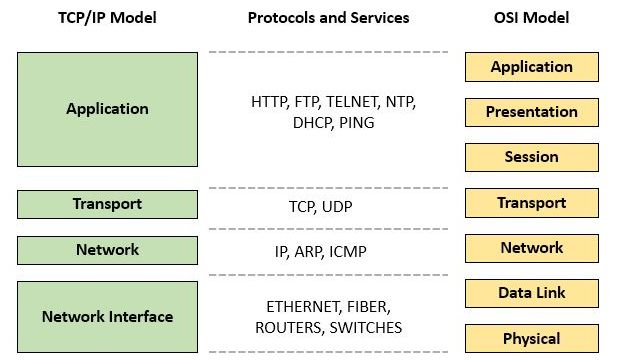 TCP/IP Model
Protocols and Services
OSI Model
Application
HTTP, FTP, TELNET, NTP,
DHCP, PING
Application
Presentation
Session
Transport
TCP, UDP
Transport
Network
IP, ARP, ICMP
Network
Network Interface
ETHERNET, FIBER,
ROUTERS, SWITCHES
Data Link
Physical